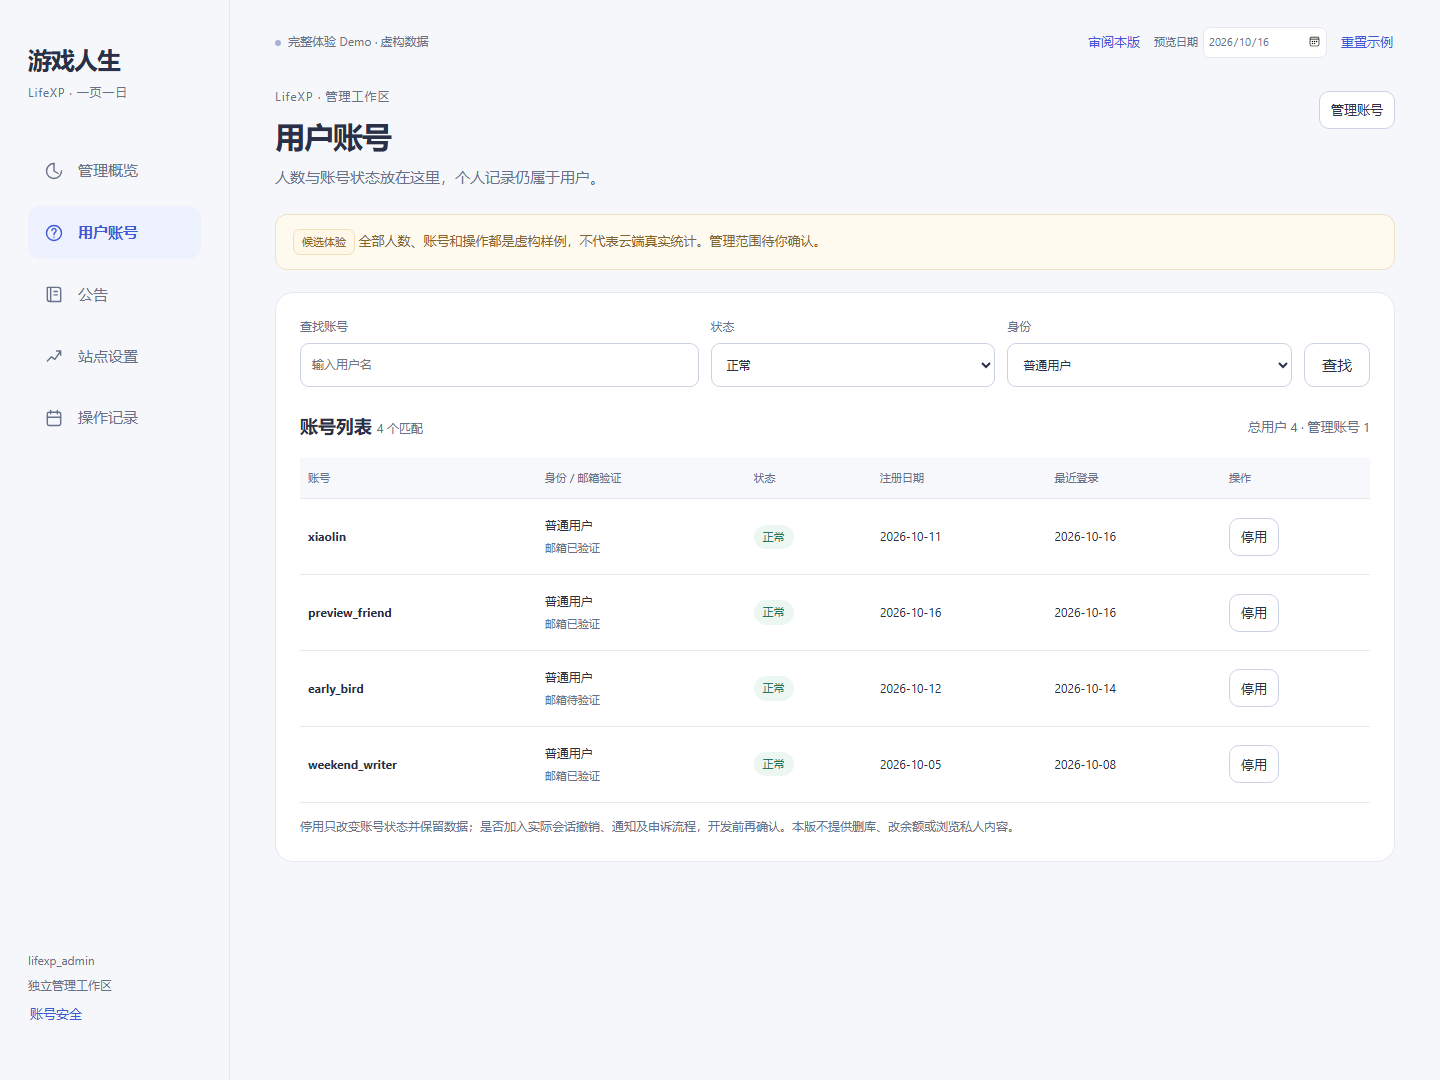 游戏人生
LifeXP · 一页一日
管理概览
用户账号
公告
站点设置
操作记录
lifexp_admin
独立管理工作区
账号安全
完整体验 Demo · 虚构数据
审阅本版 预览日期 2026/10/16 重置示例
LifeXP · 管理工作区
用户账号
人数与账号状态放在这里，个人记录仍属于用户。
管理账号
候选体验 全部人数、账号和操作都是虚构样例，不代表云端真实统计。管理范围待你确认。
查找账号 状态 身份
输入用户名 正常 普通用户 查找
账号列表 4 个匹配 总用户 4 · 管理账号 1
账号 身份 / 邮箱验证 状态 注册日期 最近登录 操作
xiaolin 普通用户 邮箱已验证 正常 2026-10-11 2026-10-16 停用
preview_friend 普通用户 邮箱已验证 正常 2026-10-16 2026-10-16 停用
early_bird 普通用户 邮箱待验证 正常 2026-10-12 2026-10-14 停用
weekend_writer 普通用户 邮箱已验证 正常 2026-10-05 2026-10-08 停用
停用只改变账号状态并保留数据；是否加入实际会话撤销、通知及申诉流程，开发前再确认。本版不提供删库、改余额或浏览私人内容。